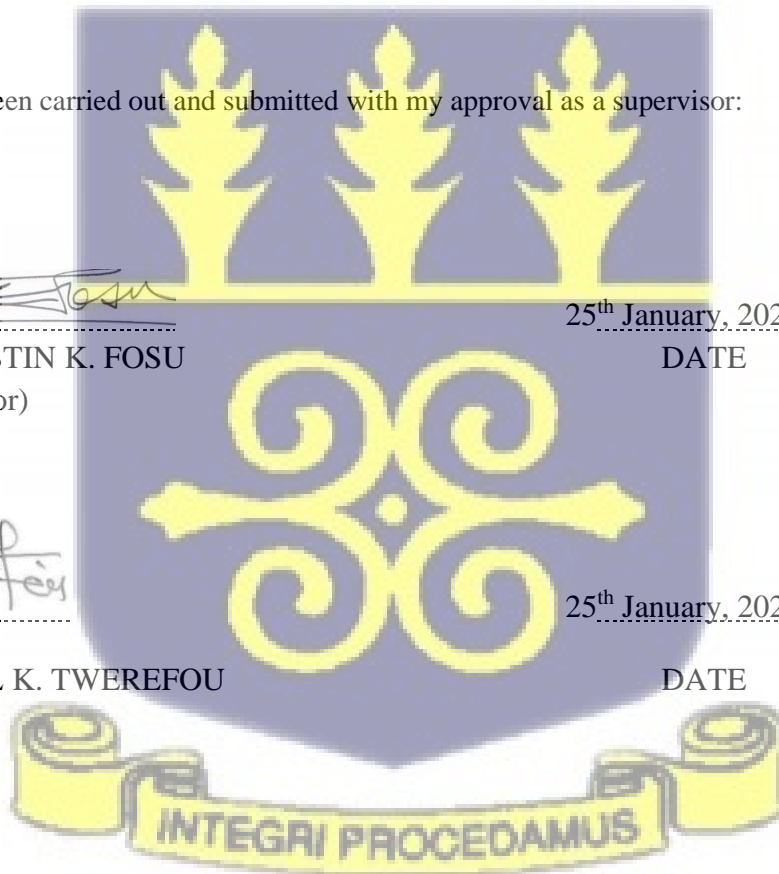 een carried out and submitted with my approval as a supervisor:
Fosu
25th January, 202
STIN K. FOSU DATE
or)
25th January, 202
K. TWEREFOU DATE
INTEGRI PROCEDAMUS